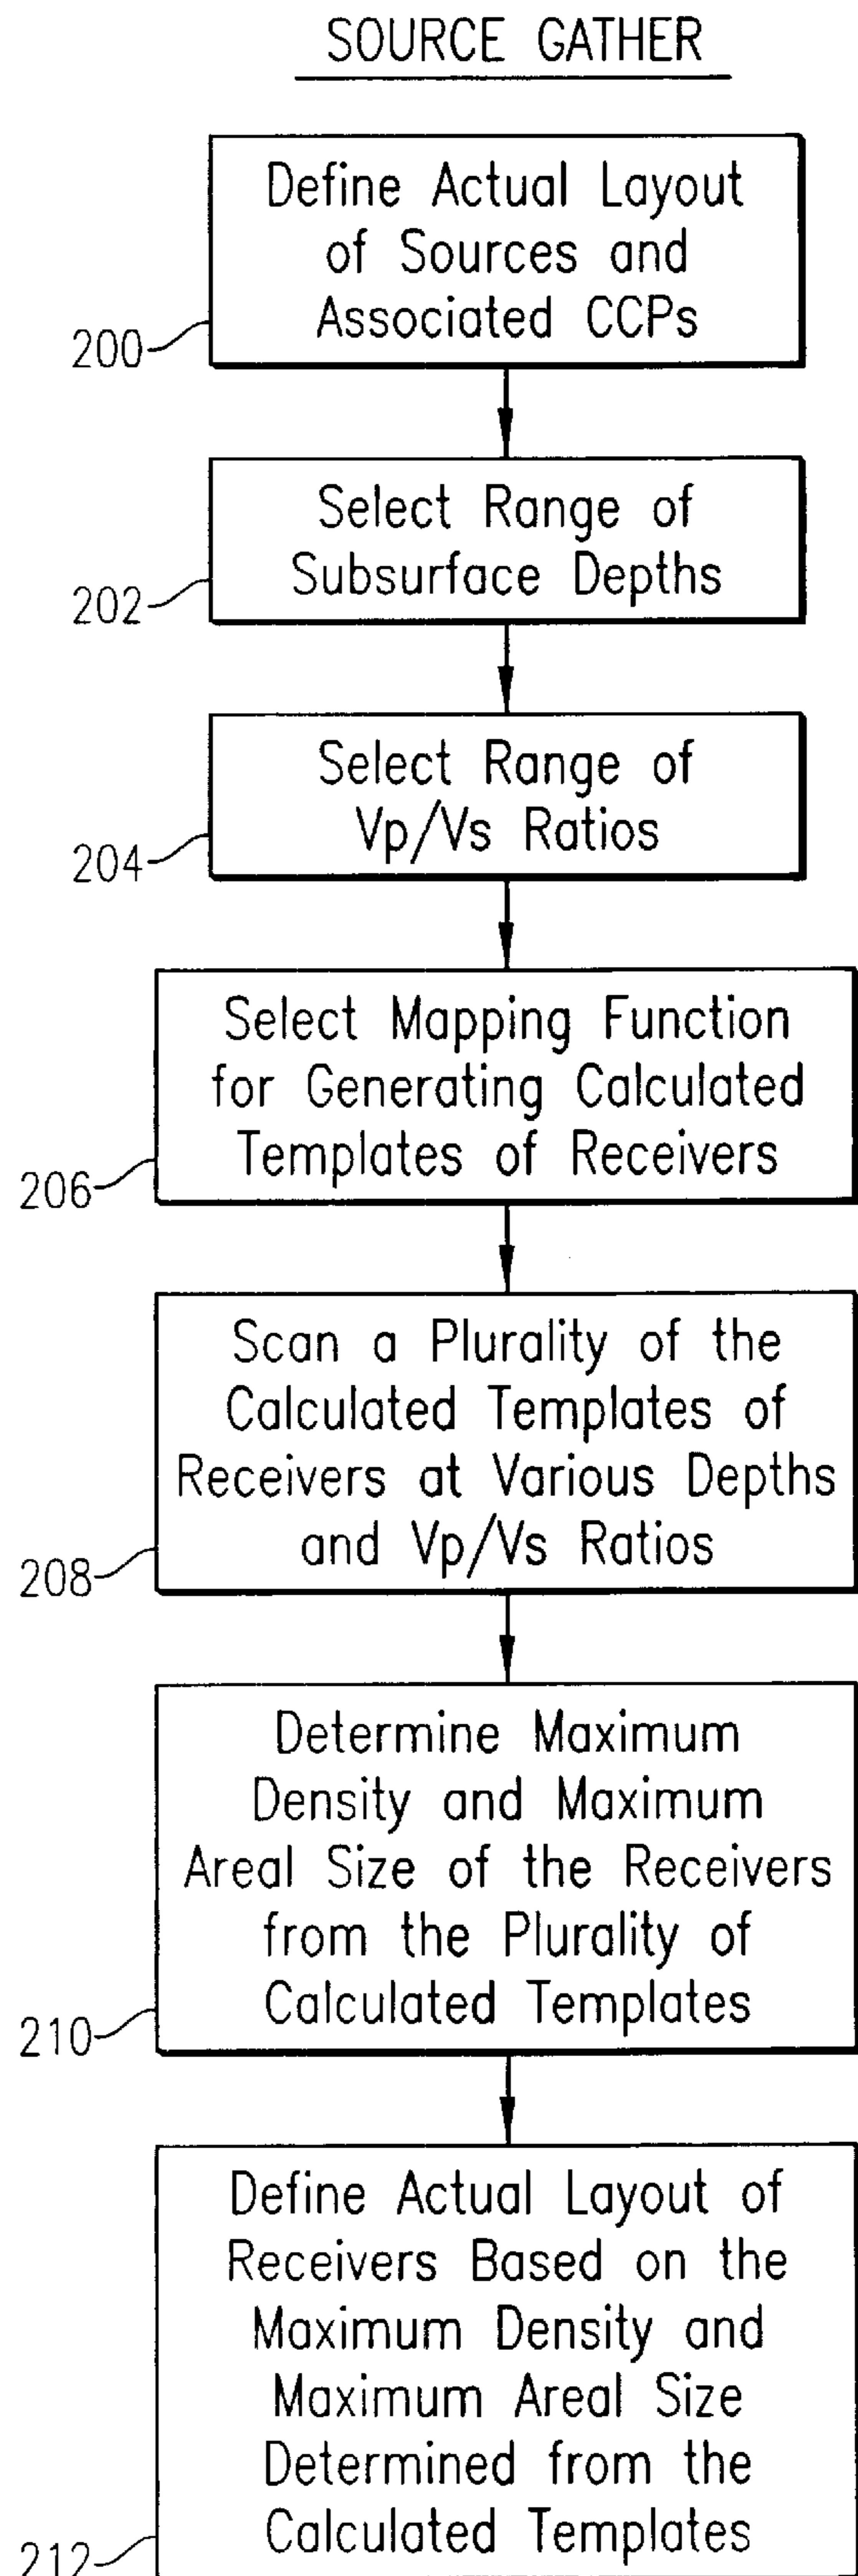 SOURCE GATHER
Define Actual Layout
of Sources and
Associated CCPs
200
Select Range of
Subsurface Depths
202
Select Range of
Vp/Vs Ratios
204
Select Mapping Function
for Generating Calculated
Templates of Receivers
206
Scan a Plurality of the
Calculated Templates of
Receivers at Various Depths
and Vp/Vs Ratios
208
Determine Maximum
Density and Maximum
Areal Size of the Receivers
from the Plurality of
Calculated Templates
210
Define Actual Layout of
Receivers Based on the
Maximum Density and
Maximum Areal Size
Determined from the
Calculated Templates
212